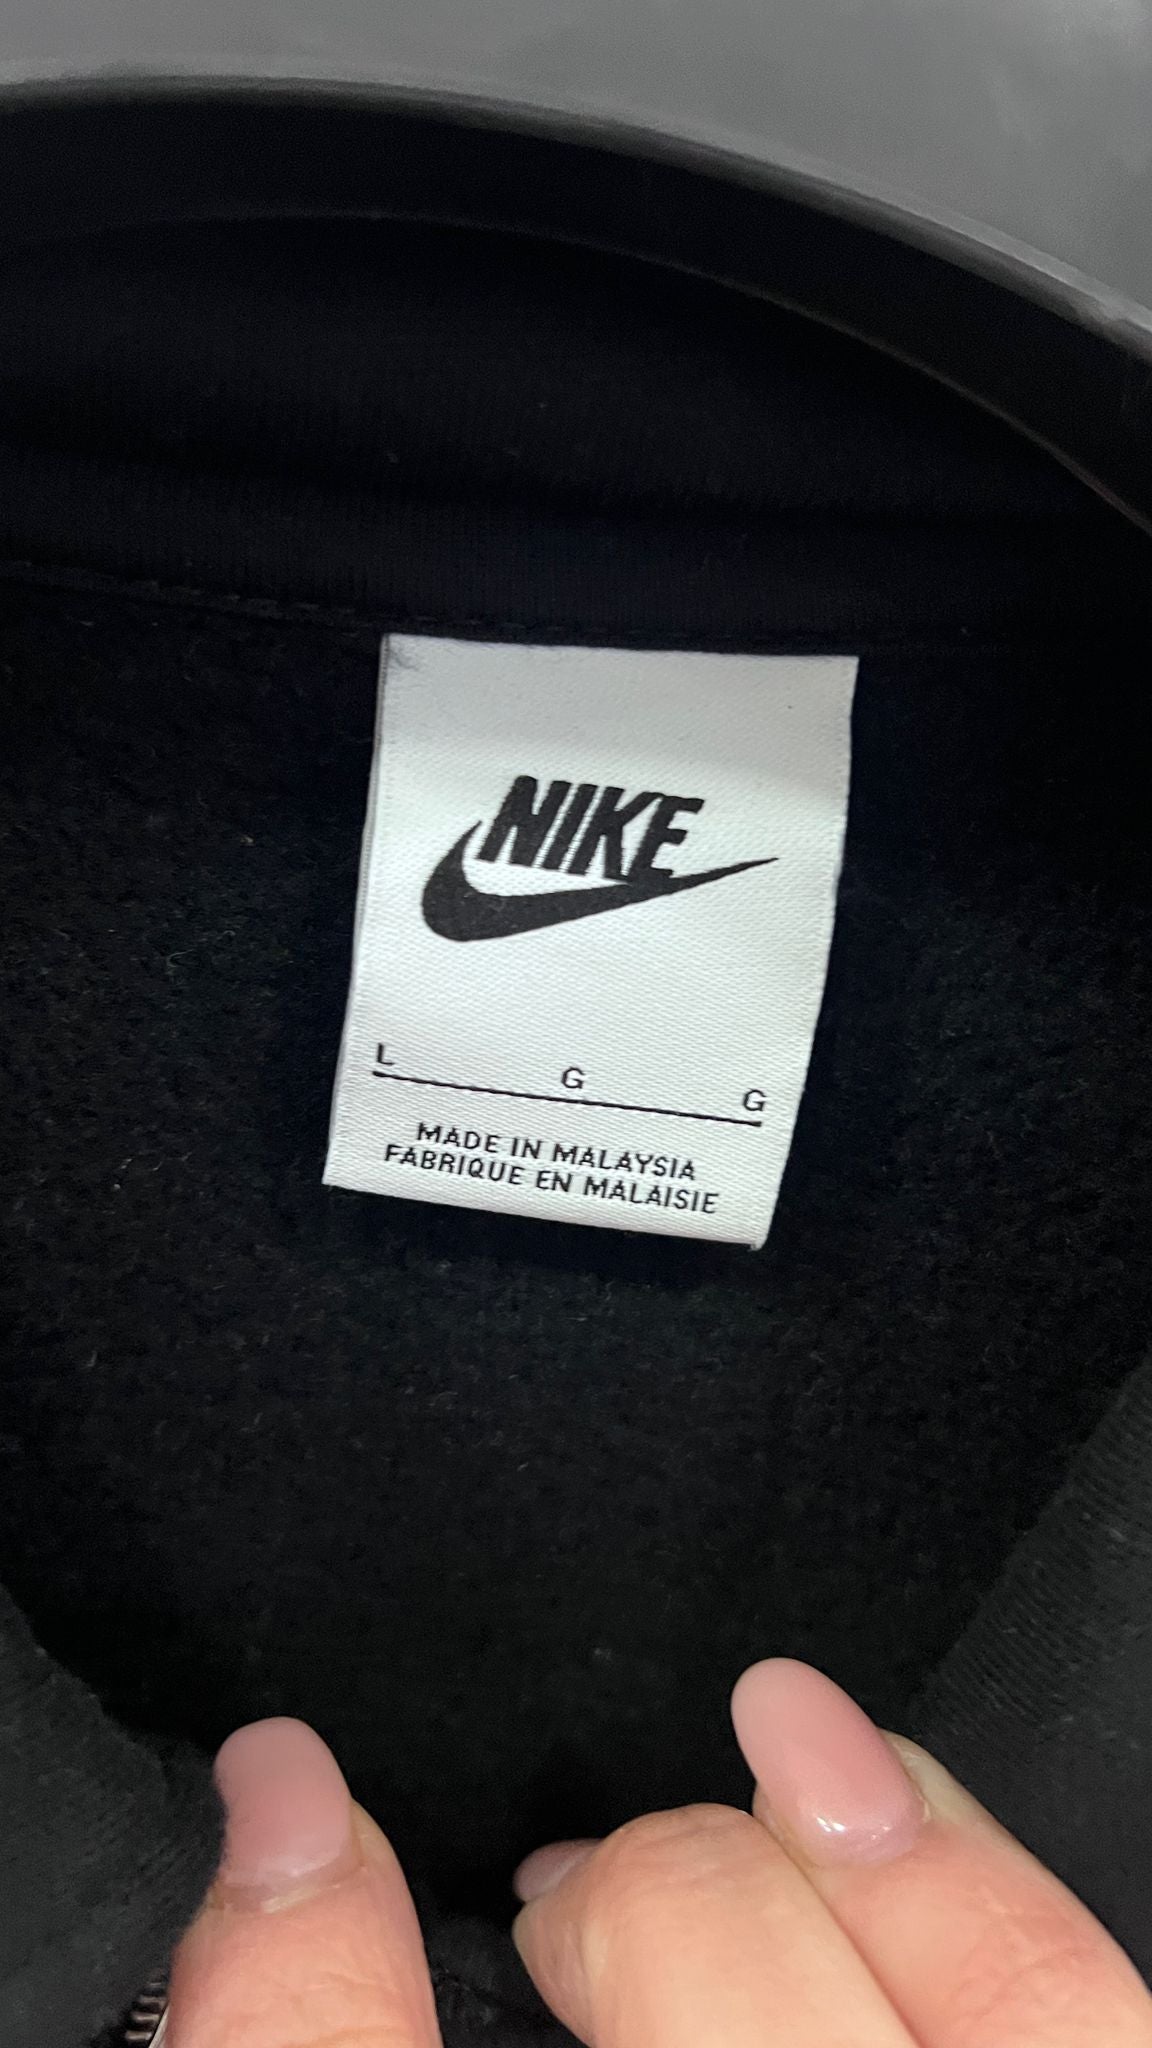 NIKE
L G G
MADE IN MALAYSIA
FABRIQUE EN MALAISIE